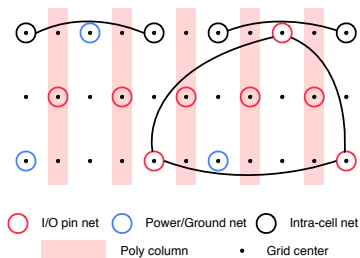 I/O pin net Power/Ground net Intra-cell net
Poly column Grid center